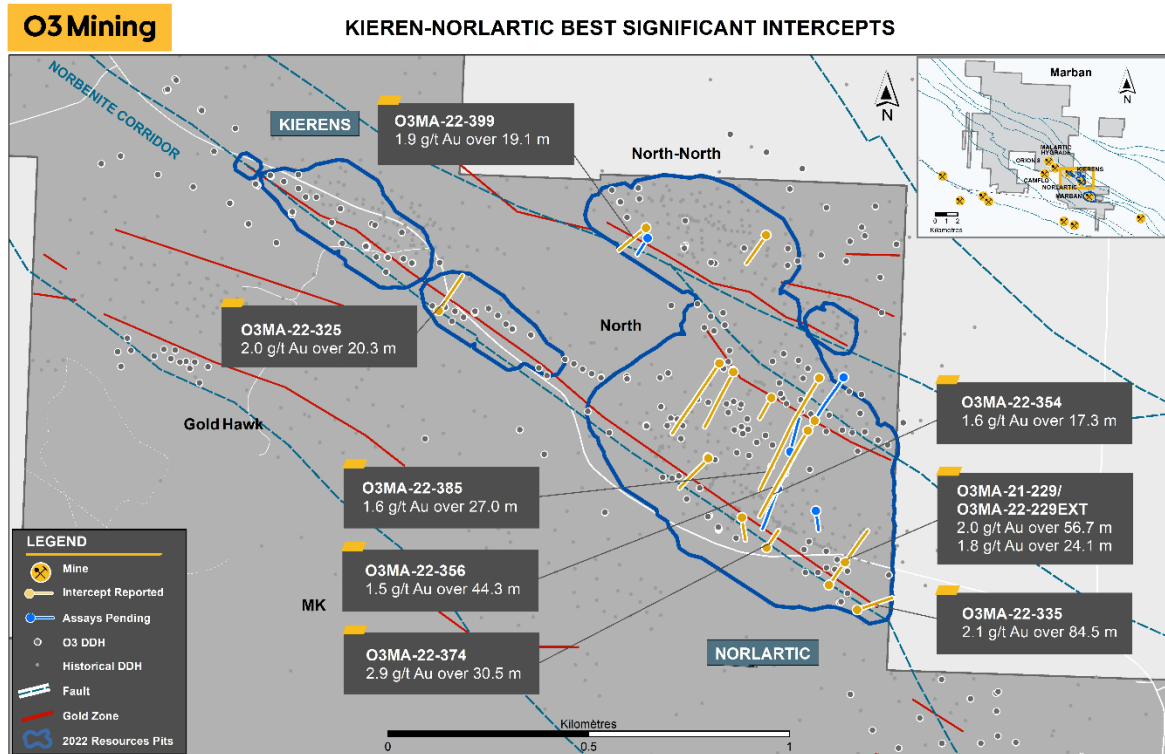 O3 Mining
KIEREN-NORLARTIC BEST SIGNIFICANT INTERCEPTS
NORBENITE CORRIDOR
KIERENS
O3MA-22-399
1.9 g/t Au over 19.1 m
North-North
N
Marban
N
MALARTIC
HYGRADE
ORION 8
KIERENS
CAMFLO
NORLARTIC
MARBAN
0 1 2
Kilomètres
O3MA-22-325
2.0 g/t Au over 20.3 m
North
Gold Hawk
O3MA-22-354
1.6 g/t Au over 17.3 m
O3MA-22-385
1.6 g/t Au over 27.0 m
O3MA-21-229/
O3MA-22-229EXT
2.0 g/t Au over 56.7 m
1.8 g/t Au over 24.1 m
O3MA-22-356
1.5 g/t Au over 44.3 m
MK
O3MA-22-335
2.1 g/t Au over 84.5 m
O3MA-22-374
2.9 g/t Au over 30.5 m
NORLARTIC
LEGEND
Mine
Intercept Reported
Assays Pending
O3 DDH
Historical DDH
Fault
Gold Zone
2022 Resources Pits
Kilomètres
0 0.5 1